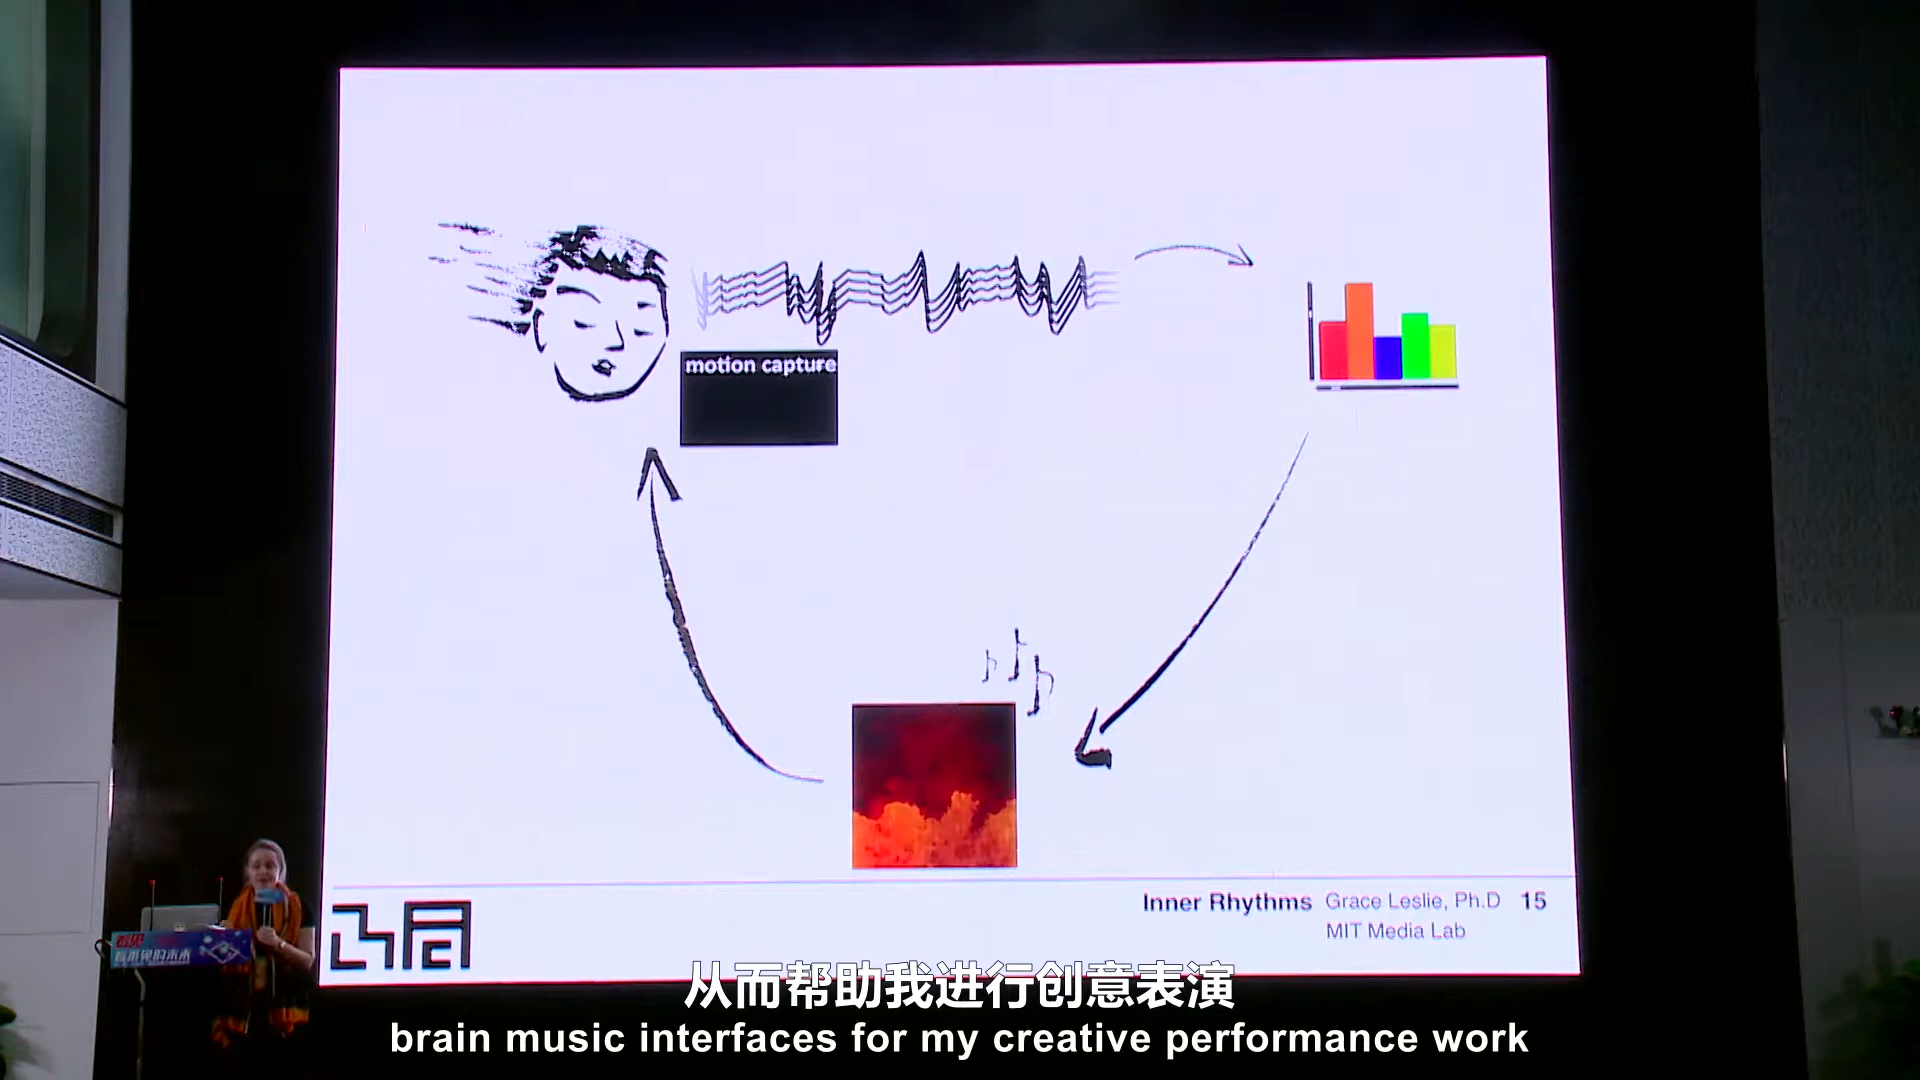 motion capture
Inner Rhythms Grace Leslie, Ph.D 15
MIT Media Lab
从而帮助我进行创意表演
brain music interfaces for my creative performance work